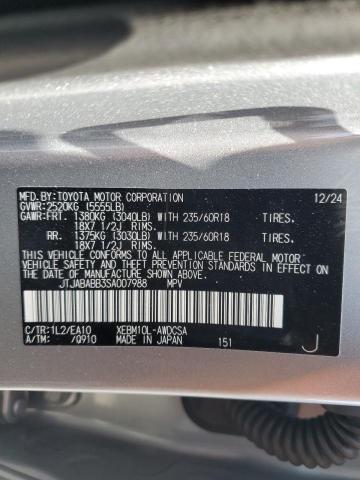 MFD.BY:TOYOTA MOTOR CORPORATION 12/24
GVWR:2520KG (5555LB)
GAWR:FRT. 1380KG (3040LB) WITH 235/60R18 TIRES.
18X7 1/2J RIMS.
RR. 1375KG (3030LB) WITH 235/60R18 TIRES.
18X7 1/2J RIMS.
THIS VEHICLE CONFORMS TO ALL APPLICABLE FEDERAL MOTOR
VEHICLE SAFETY, BUMPER, AND
THEFT PREVENTION STANDARDS IN EFFECT ON
THE DATE OF MANUFACTURE SHOWN ABOVE.
JTJABABB3SA007988 MPV
C/TR:1L2/EA10 XEBM10L-AWDCSA
A/TM: /Q910 MADE IN JAPAN 151 J